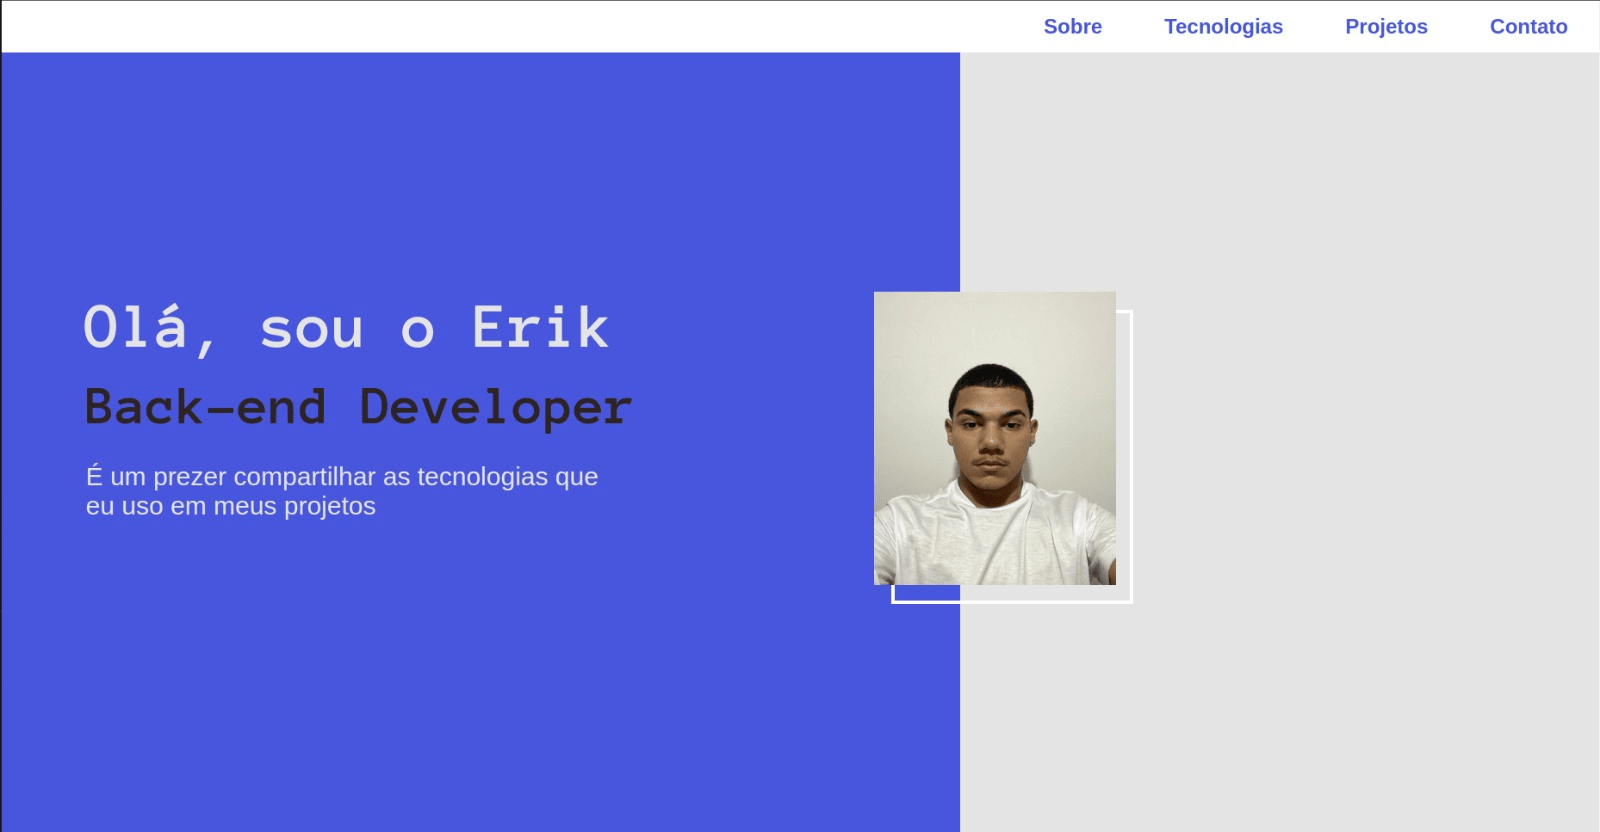 Sobre Tecnologias Projetos Contato
Olá, sou o Erik
Back-end Developer
É um prezer compartilhar as tecnologias que
eu uso em meus projetos